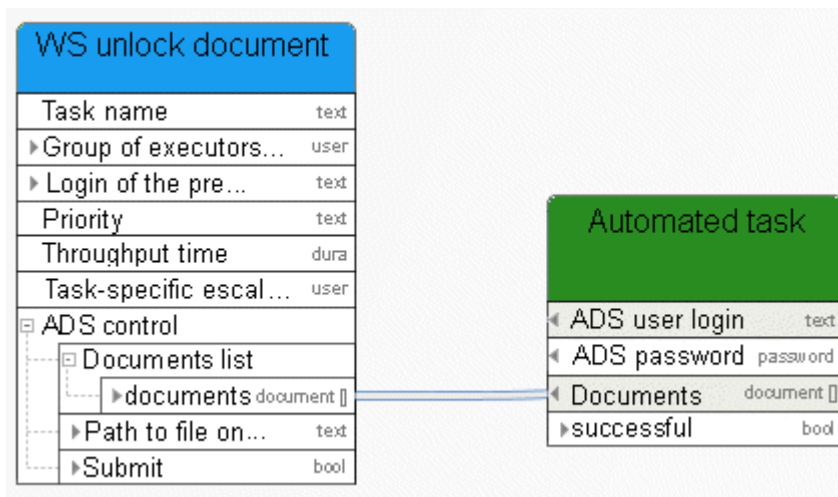 WS unlock document
Task name text
Group of executors... user
Login of the pre... text
Priority text
Throughput time dura
Task-specific escal... user
ADS control
Documents list
documents document []
Path to file on... text
Submit bool
Automated task
ADS user login text
ADS password password
Documents document []
successful bool